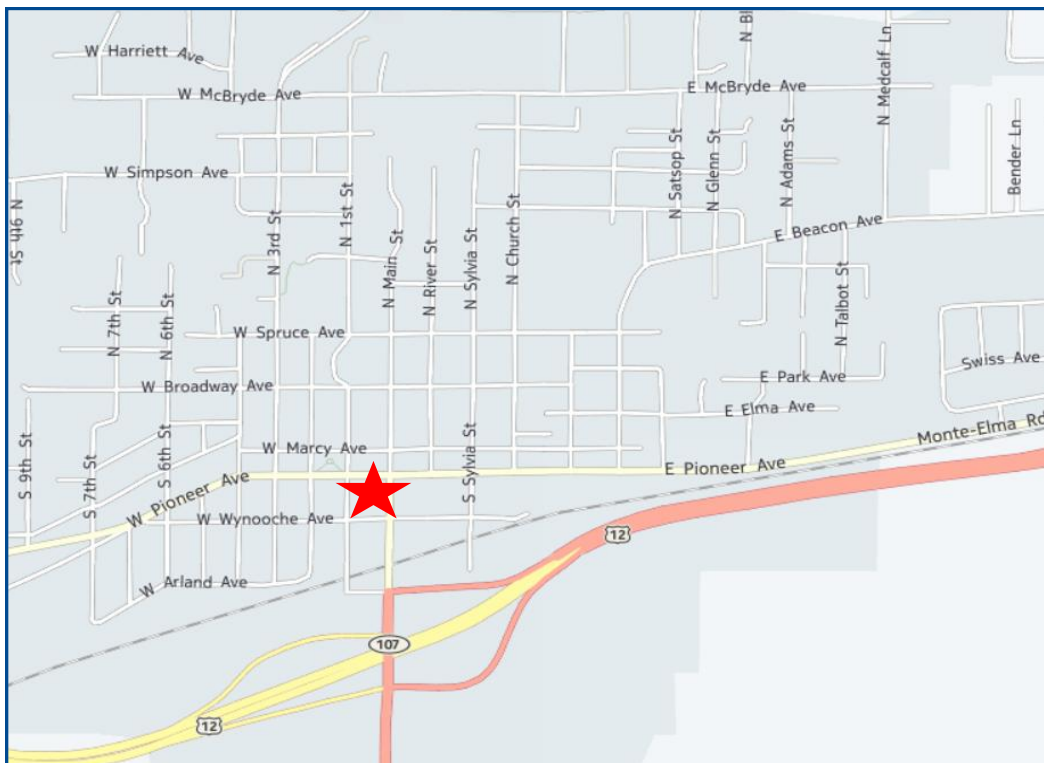 N Bl
N Medcalf Ln
W Harriett Ave
W McBryde Ave
E McBryde Ave
N Satsop St
N Glenn St
N Adams St
Bender Ln
W Simpson Ave
N 9th St
N 3rd St
N 1st St
N Main St
N River St
N Sylvia St
N Church St
E Beacon Ave
N Talbot St
N 7th St
N 6th St
W Spruce Ave
Swiss Ave
W Broadway Ave
E Park Ave
E Elma Ave
Monte-Elma Rd
W Marcy Ave
S 9th St
S 7th St
S 6th St
S Sylvia St
E Pioneer Ave
W Pioneer Ave
W Wynooche Ave
12
W Arland Ave
107
12